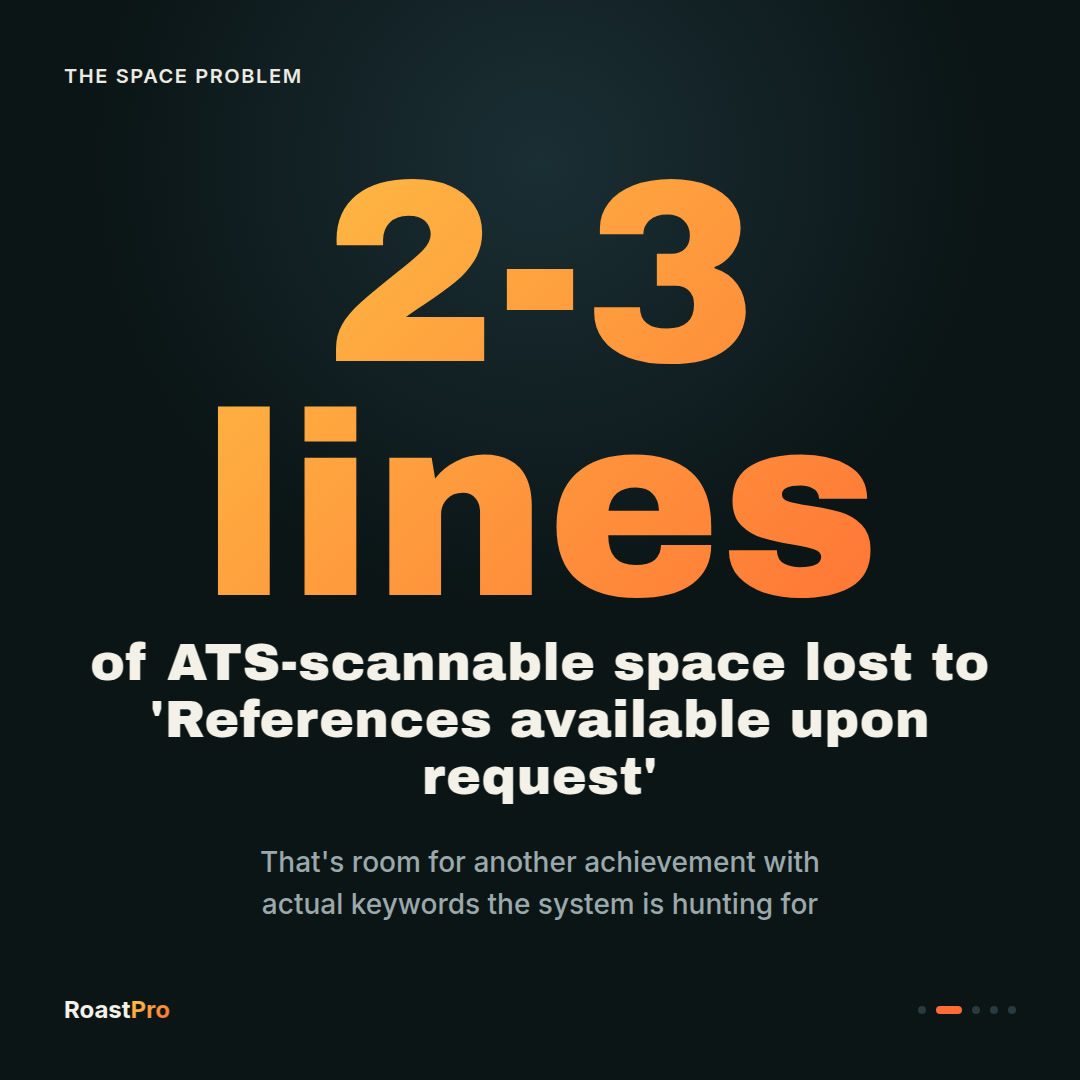 THE SPACE PROBLEM
2-3
lines
of ATS-scannable space lost to
'References available upon
request'
That's room for another achievement with
actual keywords the system is hunting for
RoastPro